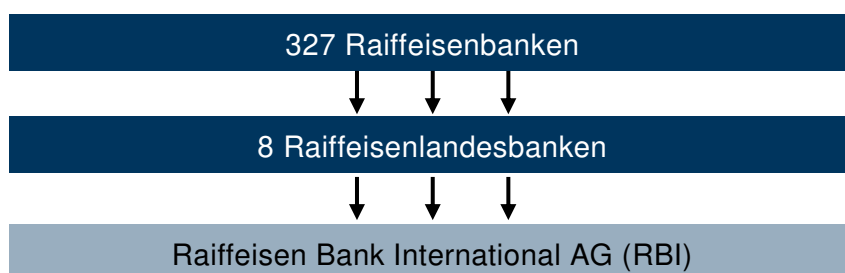 327 Raiffeisenbanken
8 Raiffeisenlandesbanken
Raiffeisen Bank International AG (RBI)